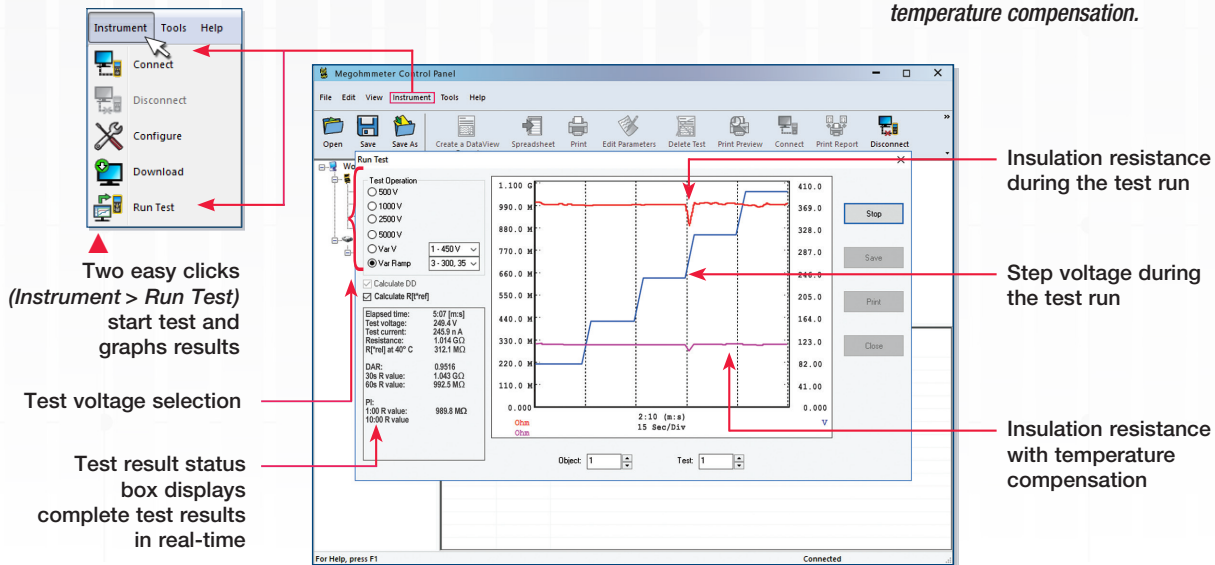 temperature compensation.
Instrument Tools Help
Connect
Disconnect
Configure
Download
Run Test
Two easy clicks
(Instrument > Run Test)
start test and
graphs results
Test voltage selection
Test result status
box displays
complete test results
in real-time
Megohmmeter Control Panel
File Edit View Instrument Tools Help
Open Save Save As Create a DataView Spreadsheet Print Edit Parameters Delete Test Print Preview Connect Print Report Disconnect
Run Test
Test Operation
500 V
1000 V
2500 V
5000 V
Var V 1 - 450 V
Var Ramp 3 - 300, 35
Calculate DD
Calculate R[t°ref]
Elapsed time: 5:07 [m:s]
Test voltage: 249.4 V
Test current: 245.9 n A
Resistance: 1.014 GΩ
R[°rel] at 40° C 312.1 MΩ
DAR: 0.9516
30s R value: 1.043 GΩ
60s R value: 992.5 MΩ
PI:
1:00 R value: 989.8 MΩ
10:00 R value
1.100 G
990.0 M
880.0 M
770.0 M
660.0 M
550.0 M
440.0 M
330.0 M
220.0 M
110.0 M
0.000
Ohm
Ohm
2:10 (m:s)
15 Sec/Div
410.0
369.0
328.0
287.0
246.0
205.0
164.0
123.0
82.00
41.00
0.000
V
Stop
Save
Print
Close
Object: 1 Test: 1
For Help, press F1 Connected
Insulation resistance
during the test run
Step voltage during
the test run
Insulation resistance
with temperature
compensation